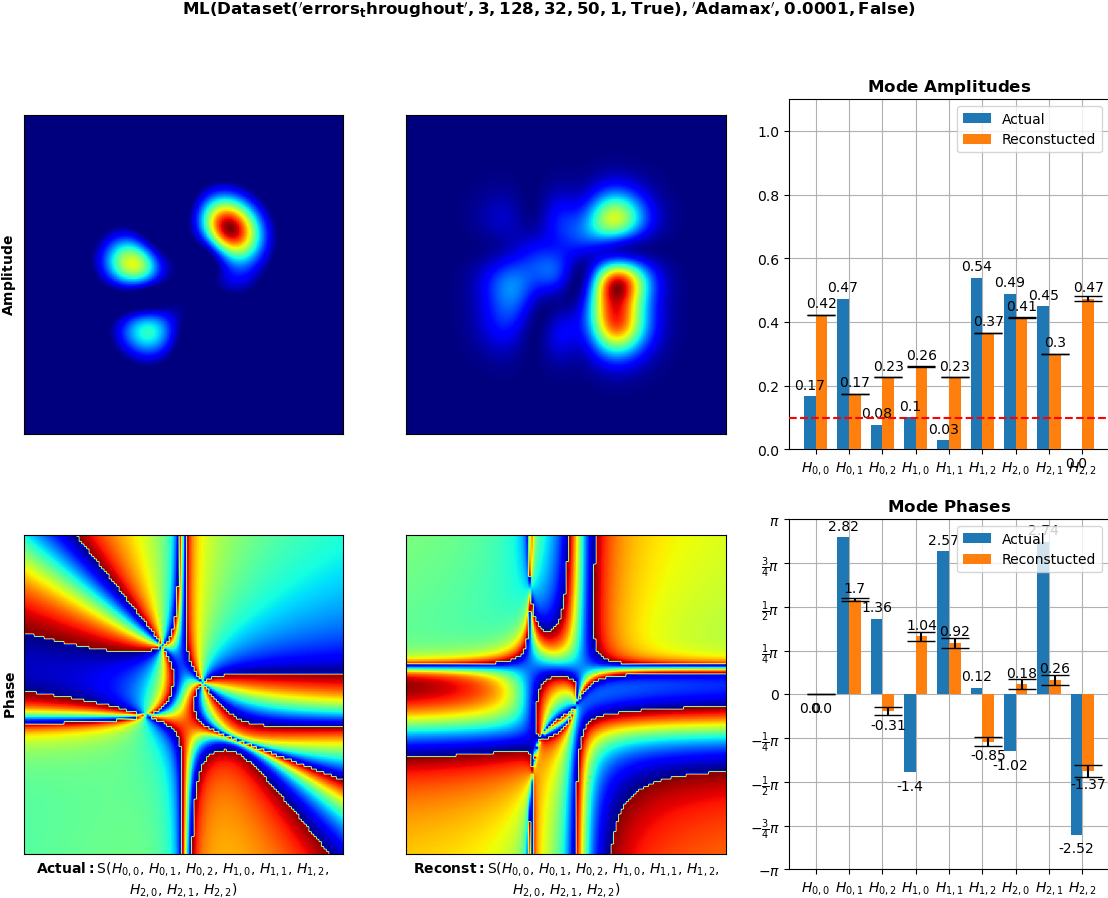 ML(Dataset('errors_throughout', 3, 128, 32, 50, 1, True), 'Adamax', 0.0001, False)
Amplitude
Mode Amplitudes
Actual
Reconstucted
1.0
0.8
0.6
0.4
0.2
0.0
0.17
0.42
0.47
0.17
0.08
0.23
0.1
0.26
0.03
0.23
0.54
0.37
0.49
0.41
0.45
0.3
0.0
0.47
H0,0 H0,1 H0,2 H1,0 H1,1 H1,2 H2,0 H2,1 H2,2
Phase
Actual: S(H0,0, H0,1, H0,2, H1,0, H1,1, H1,2,
H2,0, H2,1, H2,2)
Reconst: S(H0,0, H0,1, H0,2, H1,0, H1,1, H1,2,
H2,0, H2,1, H2,2)
Mode Phases
Actual
Reconstucted
π
3/4π
1/2π
1/4π
0
−1/4π
−1/2π
−3/4π
−π
0.0
0.0
2.82
1.7
1.36
-0.31
-1.4
1.04
2.57
0.92
0.12
-0.85
-1.02
0.18
2.74
0.26
-2.52
-1.37
H0,0 H0,1 H0,2 H1,0 H1,1 H1,2 H2,0 H2,1 H2,2